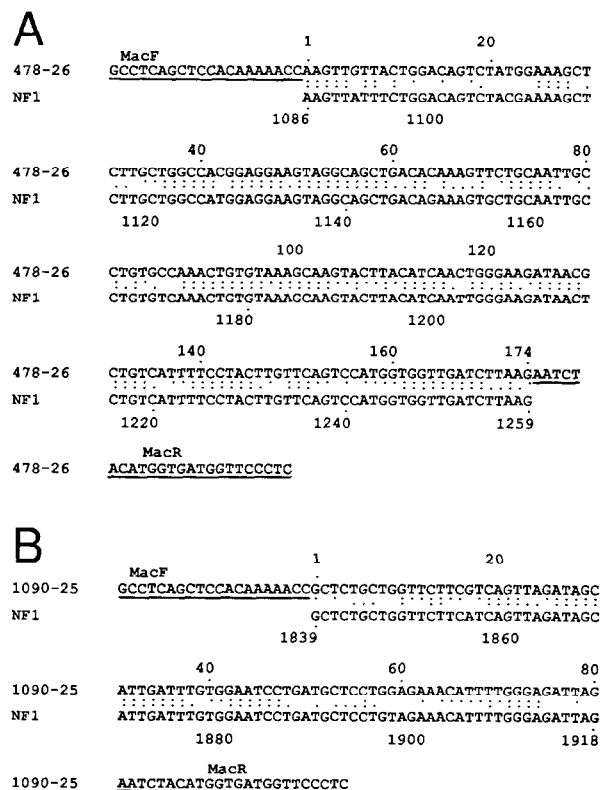 A
1 20
MacF
478-26 GCCTCAGCTCCACAAAAACCAAGTTGTTACTGGACAGTCTATGGAAAGCT
NF1 AAGTTATTTCTGGACAGTCTACGAAAAGCT
1086 1100
40 60 80
478-26 CTTGCTGGCCACGGAGGAAGTAGGCAGCTGACACAAAGTTCTGCAATTGC
NF1 CTTGCTGGCCATGGAGGAAGTAGGCAGCTGACAGAAAGTGCTGCAATTGC
1120 1140 1160
100 120
478-26 CTGTGCCAAACTGTGTAAAGCAAGTACTTACATCAACTGGGAAGATAACG
NF1 CTGTGTCAAACTGTGTAAAGCAAGTACTTACATCAATTGGGAAGATAACT
1180 1200
140 160 174
478-26 CTGTCATTTTCCTACTTGTTCAGTCCATGGTGGTTGATCTTAAGAATCT
NF1 CTGTCATTTTCCTACTTGTTCAGTCCATGGTGGTTGATCTTAAG
1220 1240 1259
MacR
478-26 ACATGGTGATGGTTCCCTC
B
1 20
MacF
1090-25 GCCTCAGCTCCACAAAAACCGCTCTGCTGGTTCTTCGTCAGTTAGATAGC
NF1 GCTCTGCTGGTTCTTCATCAGTTAGATAGC
1839 1860
40 60 80
1090-25 ATTGATTTGTGGAATCCTGATGCTCCTGGAGAAACATTTTGGGAGATTAG
NF1 ATTGATTTGTGGAATCCTGATGCTCCTGTAGAAACATTTTGGGAGATTAG
1880 1900 1918
MacR
1090-25 AATCTACATGGTGATGGTTCCCTC